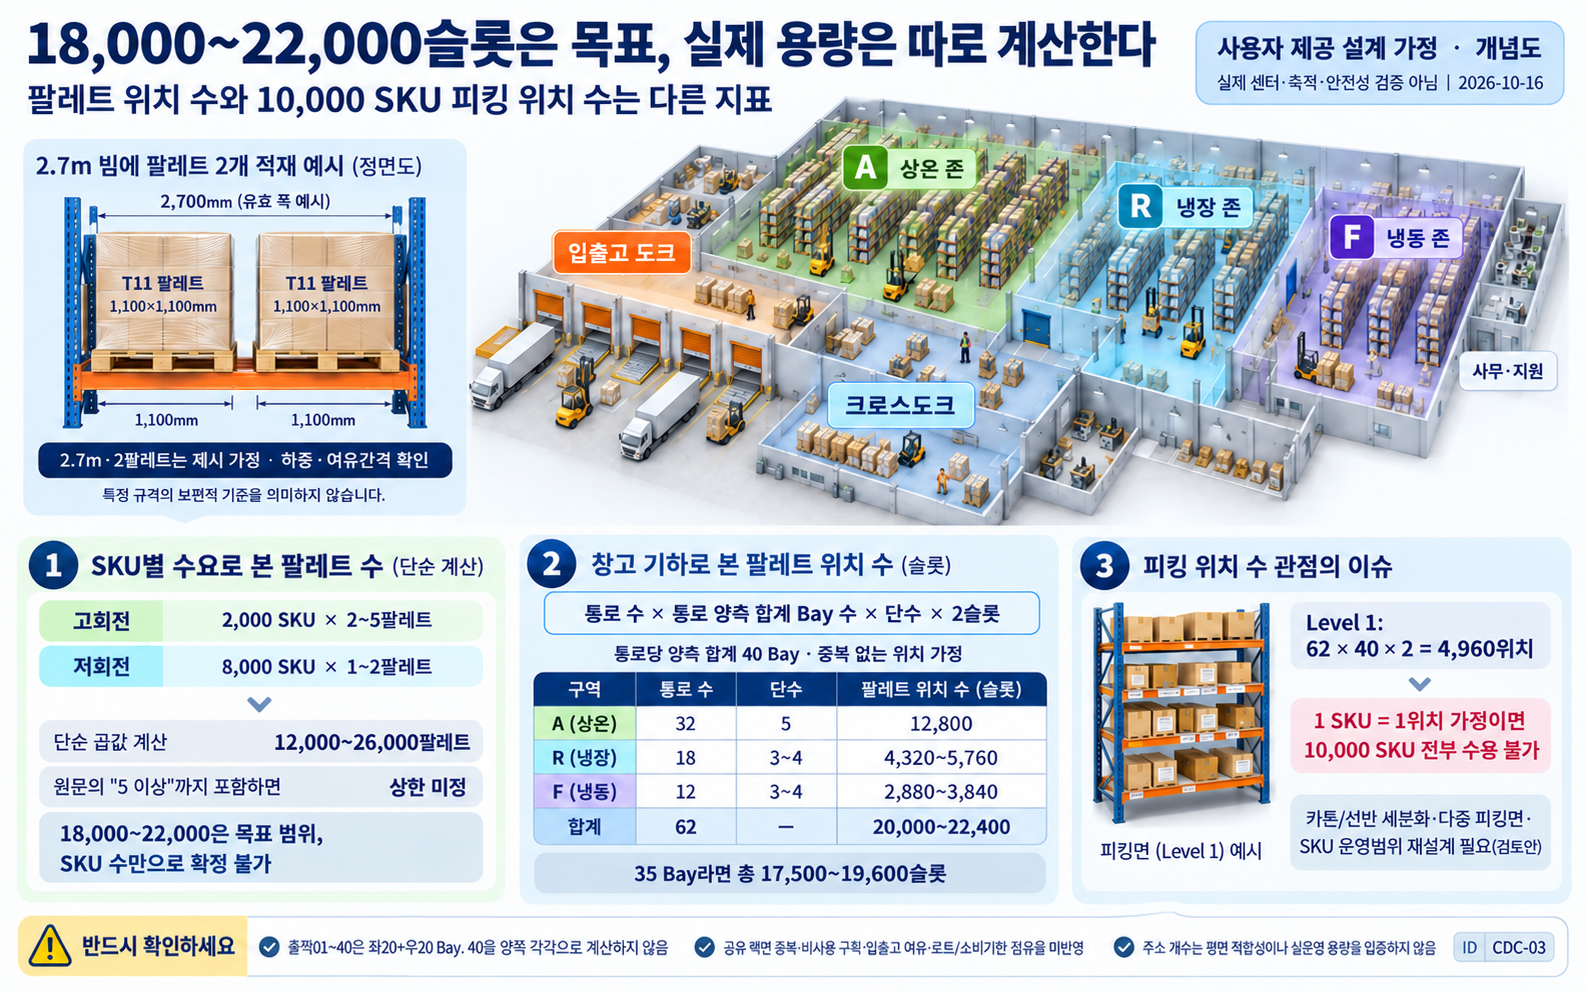 18,000~22,000슬롯은 목표, 실제 용량은 따로 계산한다
팔레트 위치 수와 10,000 SKU 피킹 위치 수는 다른 지표
사용자 제공 설계 가정 · 개념도
실제 센터·축적·안전성 검증 아님 | 2026-10-16
2.7m 빔에 팔레트 2개 적재 예시 (정면도)
2,700mm (유효 폭 예시)
T11 팔레트
1,100×1,100mm
T11 팔레트
1,100×1,100mm
1,100mm
1,100mm
2.7m·2팔레트는 제시 가정 · 하중·여유간격 확인
특정 규격의 보편적 기준을 의미하지 않습니다.
A 상온 존
R 냉장 존
F 냉동 존
입출고 도크
크로스도크
사무·지원
1 SKU별 수요로 본 팔레트 수 (단순 계산)
고회전 2,000 SKU × 2~5팔레트
저회전 8,000 SKU × 1~2팔레트
단순 곱값 계산 12,000~26,000팔레트
원문의 "5 이상"까지 포함하면 상한 미정
18,000~22,000은 목표 범위,
SKU 수만으로 확정 불가
2 창고 기하로 본 팔레트 위치 수 (슬롯)
통로 수 × 통로 양측 합계 Bay 수 × 단수 × 2슬롯
통로당 양측 합계 40 Bay · 중복 없는 위치 가정
구역 통로 수 단수 팔레트 위치 수 (슬롯)
A (상온) 32 5 12,800
R (냉장) 18 3~4 4,320~5,760
F (냉동) 12 3~4 2,880~3,840
합계 62 — 20,000~22,400
35 Bay라면 총 17,500~19,600슬롯
3 피킹 위치 수 관점의 이슈
Level 1:
62 × 40 × 2 = 4,960위치
1 SKU = 1위치 가정이면
10,000 SKU 전부 수용 불가
카톤/선반 세분화·다중 피킹면·
SKU 운영범위 재설계 필요(검토안)
피킹면 (Level 1) 예시
반드시 확인하세요
홀짝01~40은 좌20+우20 Bay. 40을 양쪽 각각으로 계산하지 않음
공유 랙면 중복·비사용 구획·입출고 여유·로트/소비기한 점유율 미반영
주소 개수는 평면 적합성이나 실운영 용량을 입증하지 않음
ID CDC-03